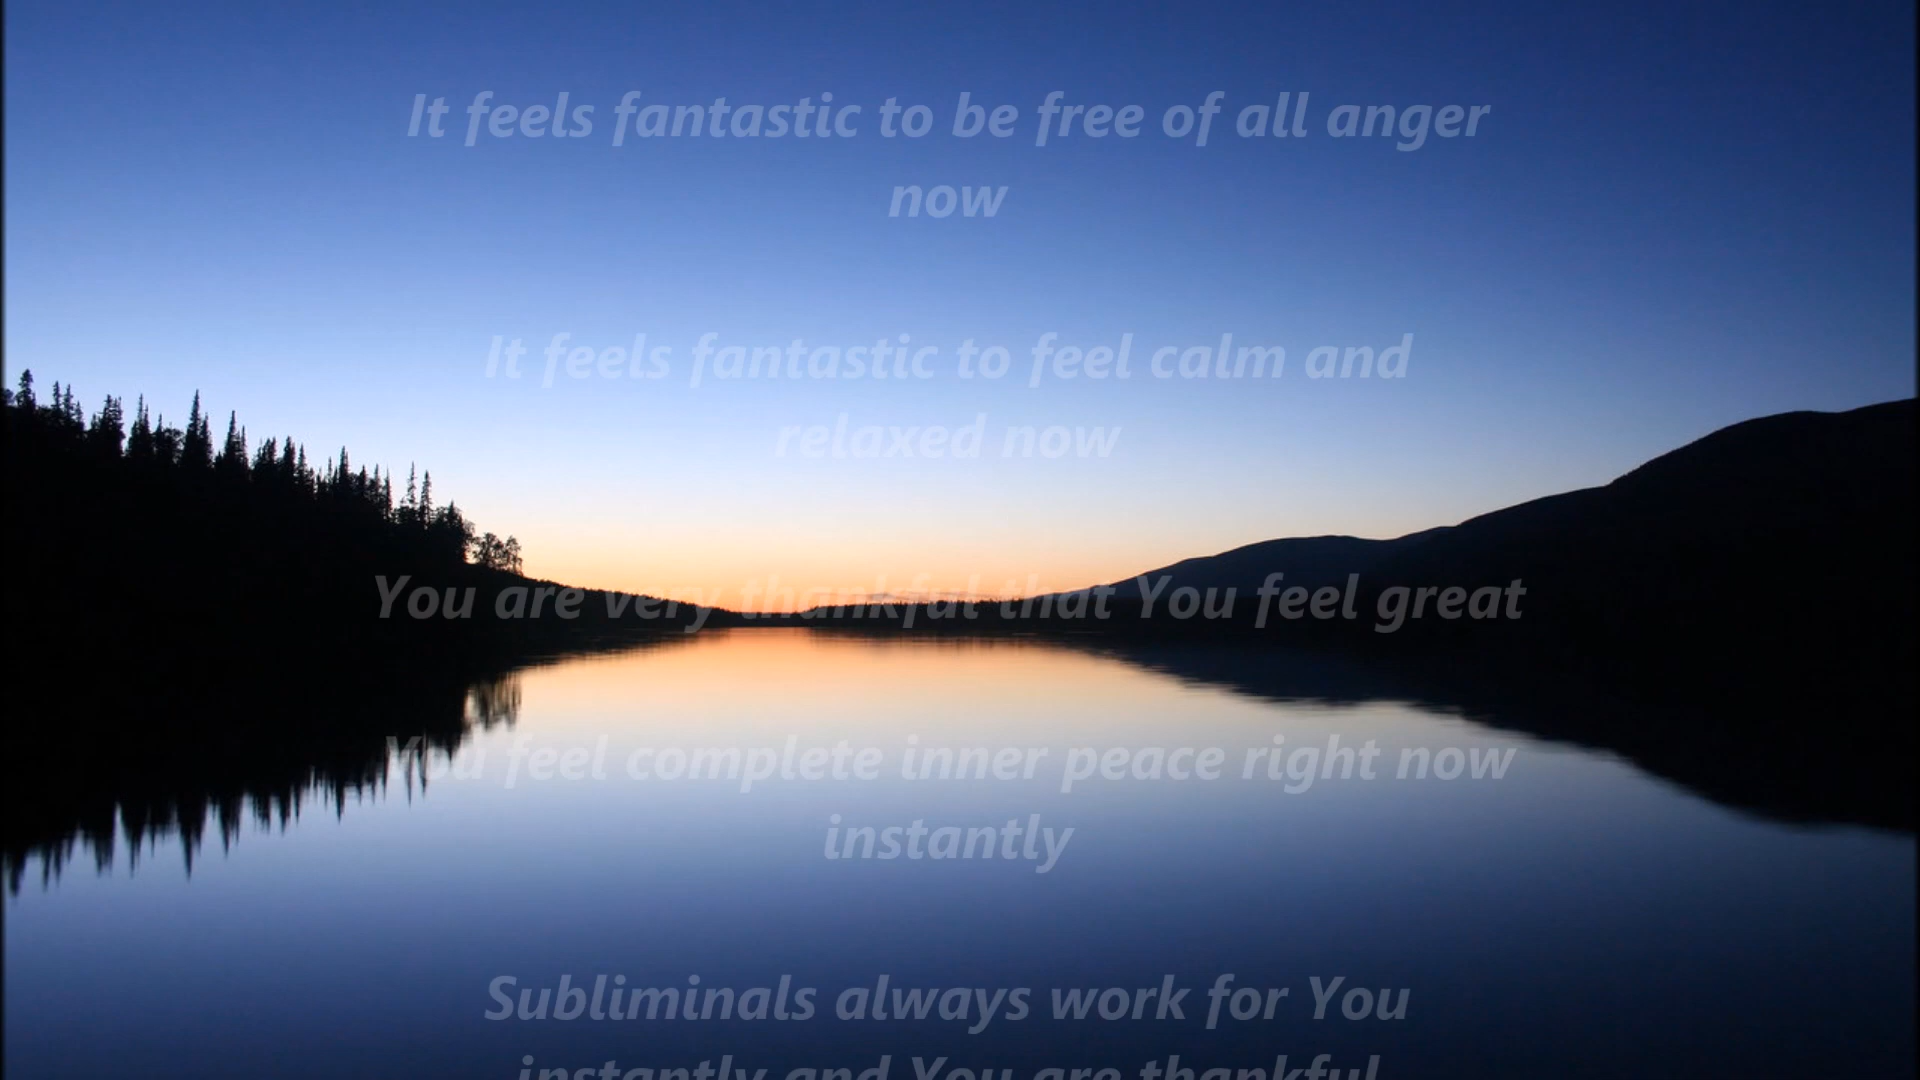 It feels fantastic to be free of all anger
now
It feels fantastic to feel calm and
relaxed now
You are very thankful that You feel great
You feel complete inner peace right now
instantly
Subliminals always work for You
instantly and You are thankful